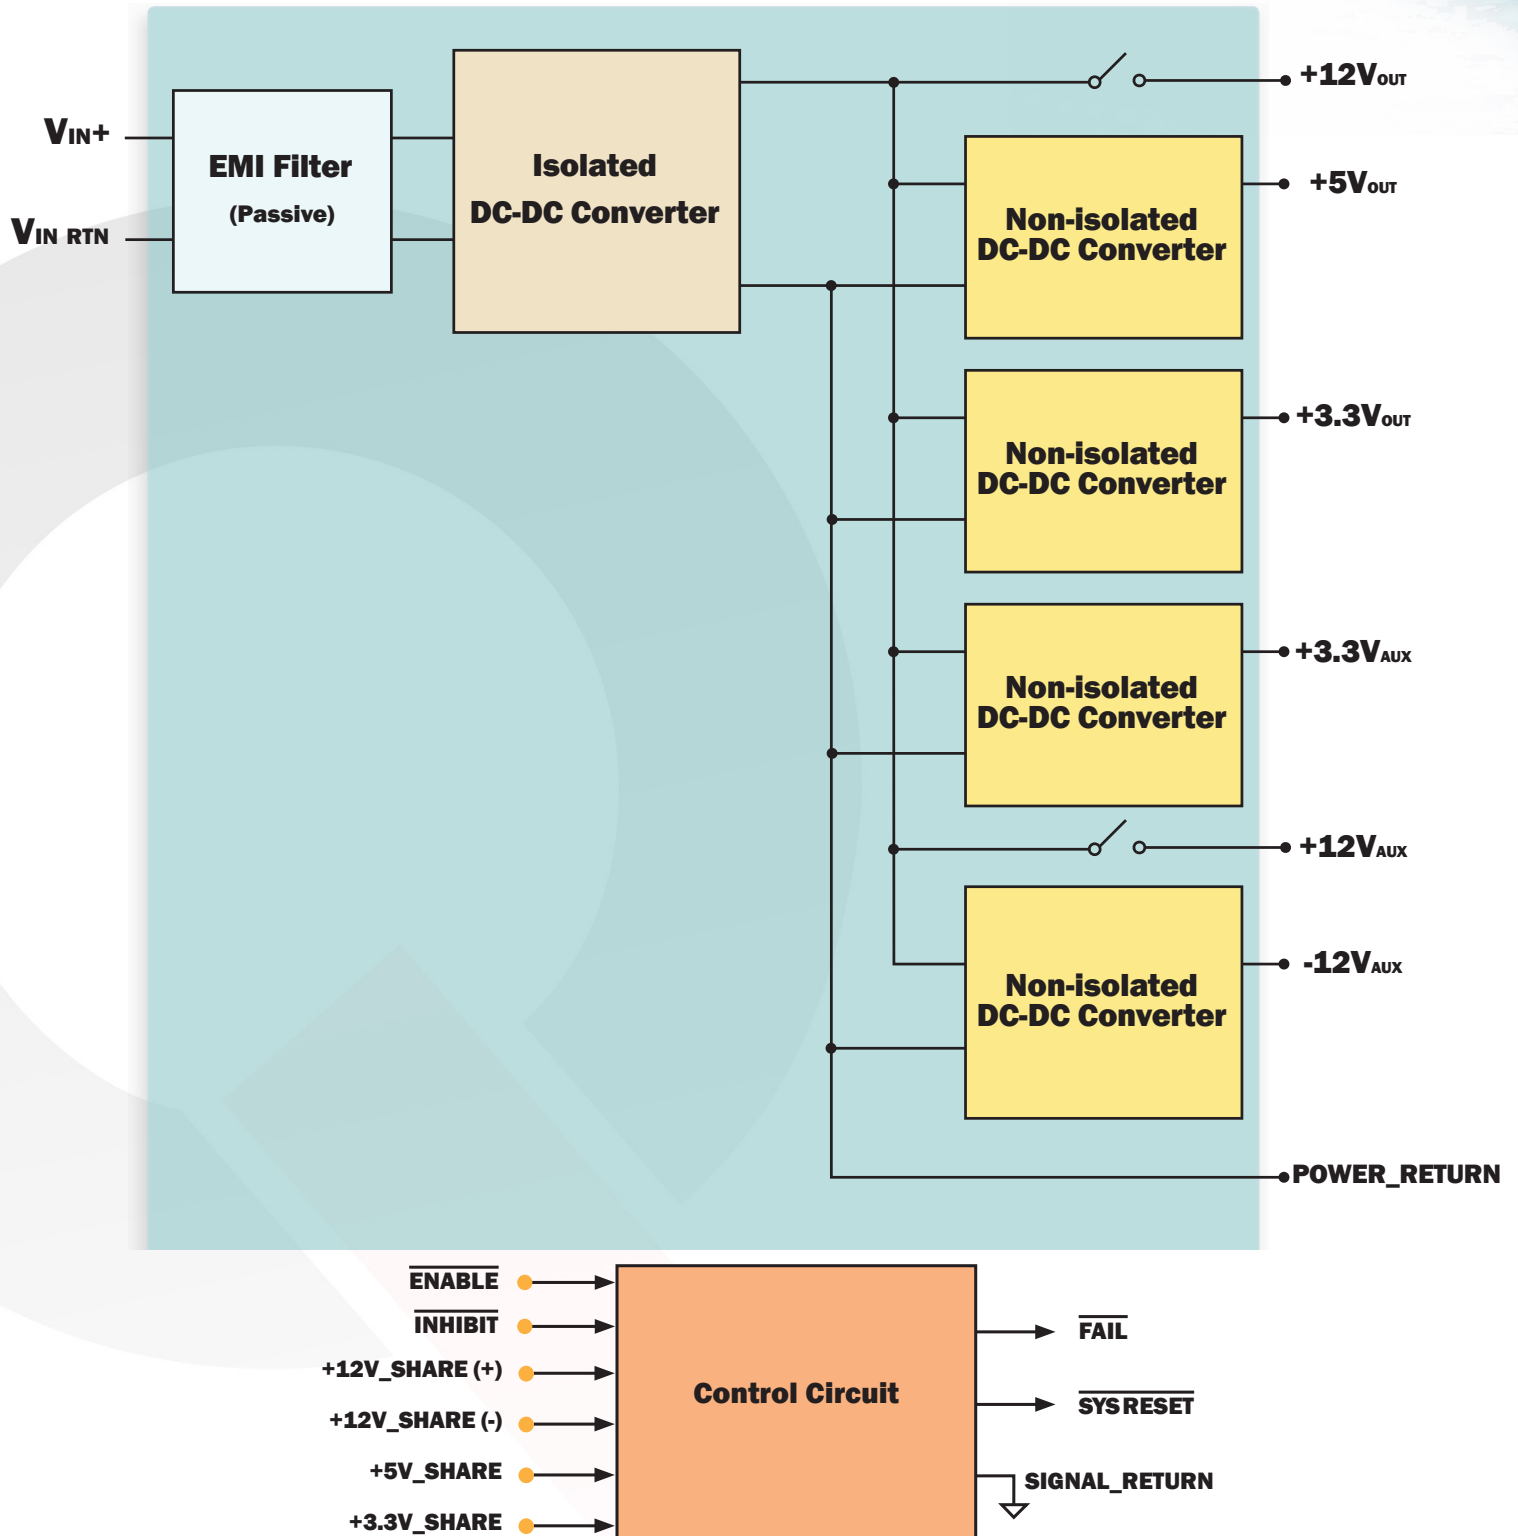 VIN+
VIN RTN
EMI Filter
(Passive)
Isolated
DC-DC Converter
+12VOUT
Non-isolated
DC-DC Converter
+5VOUT
Non-isolated
DC-DC Converter
+3.3VOUT
Non-isolated
DC-DC Converter
+3.3VAUX
+12VAUX
Non-isolated
DC-DC Converter
-12VAUX
POWER_RETURN
ENABLE
INHIBIT
+12V_SHARE (+)
+12V_SHARE (-)
+5V_SHARE
+3.3V_SHARE
Control Circuit
FAIL
SYSRESET
SIGNAL_RETURN